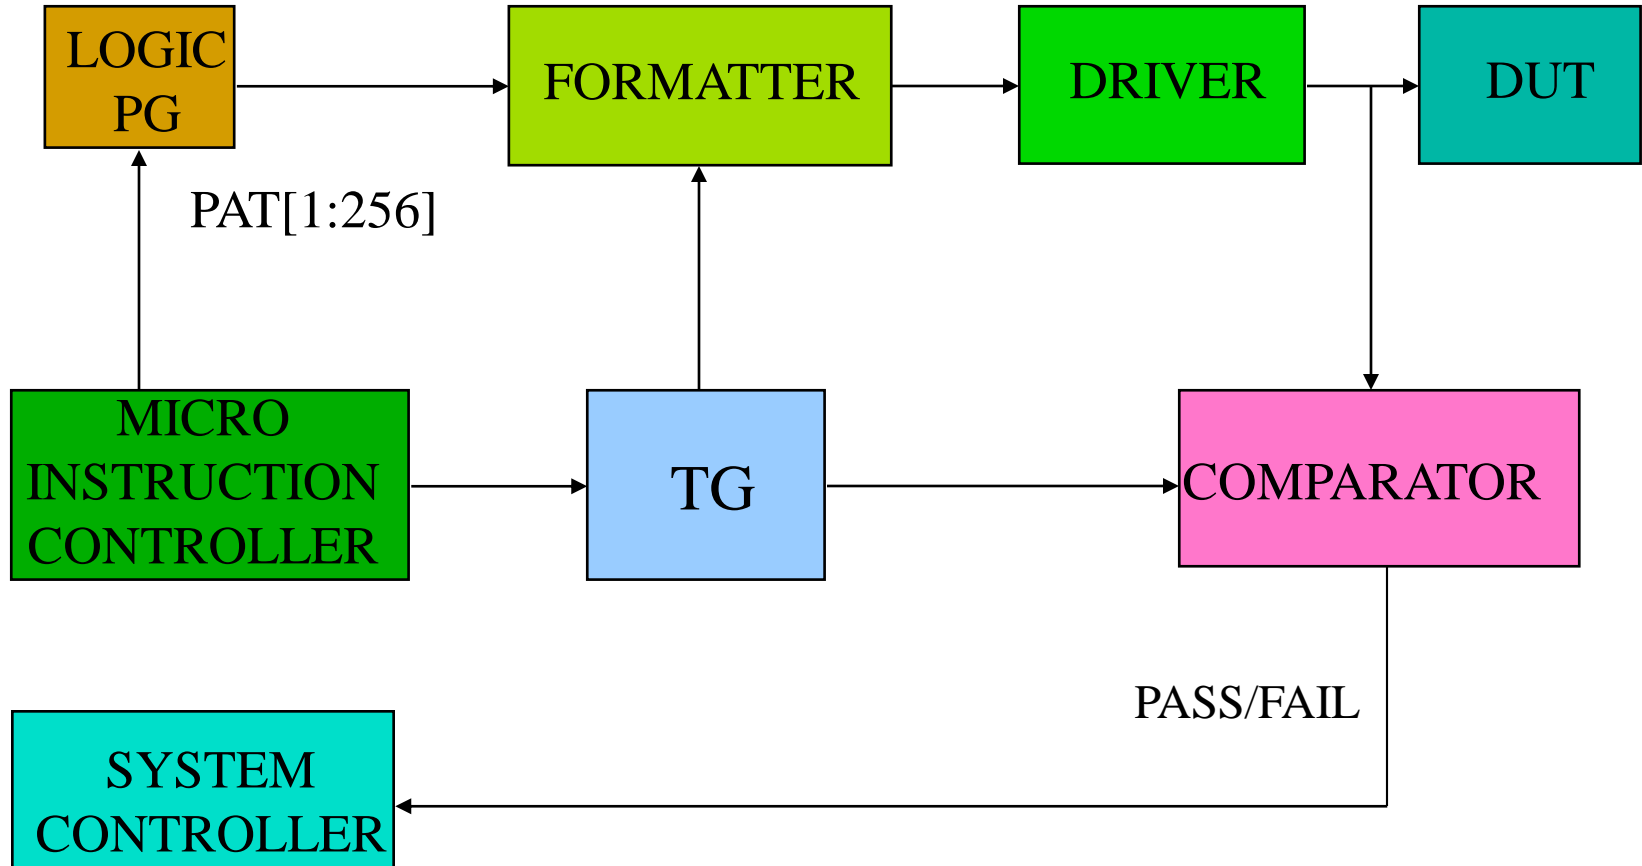 LOGIC
PG
FORMATTER
DRIVER
DUT
PAT[1:256]
MICRO
INSTRUCTION
CONTROLLER
TG
COMPARATOR
PASS/FAIL
SYSTEM
CONTROLLER